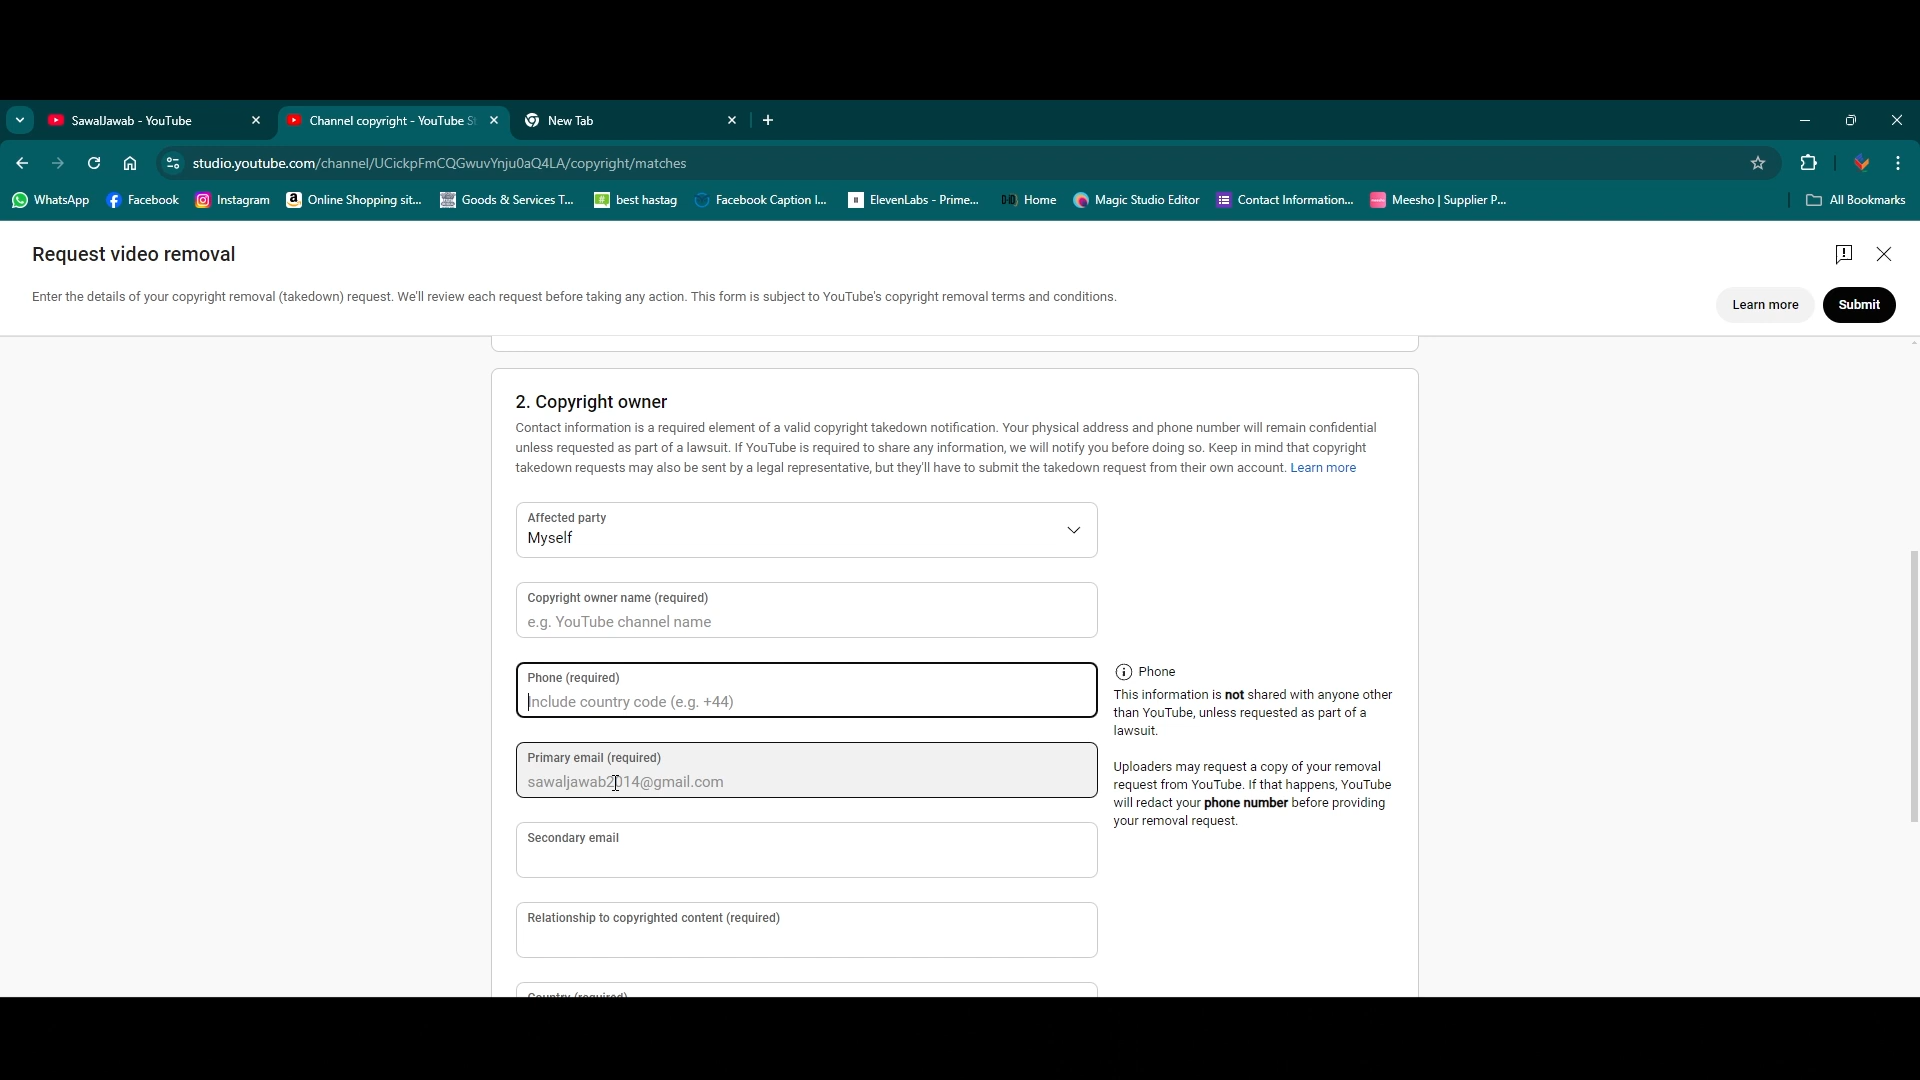 SawalJawab - YouTube
Channel copyright - YouTube S
New Tab
studio.youtube.com/channel/UCickpFmCQGwuvYnju0aQ4LA/copyright/matches
WhatsApp
Facebook
Instagram
Online Shopping sit...
Goods & Services T...
best hastag
Facebook Caption I...
ElevenLabs - Prime...
Home
Magic Studio Editor
Contact Information...
Meesho | Supplier P...
All Bookmarks
Request video removal
Enter the details of your copyright removal (takedown) request. We'll review each request before taking any action. This form is subject to YouTube's copyright removal terms and conditions.
Learn more
Submit
2. Copyright owner
Contact information is a required element of a valid copyright takedown notification. Your physical address and phone number will remain confidential
unless requested as part of a lawsuit. If YouTube is required to share any information, we will notify you before doing so. Keep in mind that copyright
takedown requests may also be sent by a legal representative, but they'll have to submit the takedown request from their own account. Learn more
Affected party
Myself
Copyright owner name (required)
e.g. YouTube channel name
Phone (required)
Include country code (e.g. +44)
Phone
This information is not shared with anyone other
than YouTube, unless requested as part of a
lawsuit.
Uploaders may request a copy of your removal
request from YouTube. If that happens, YouTube
will redact your phone number before providing
your removal request.
Primary email (required)
sawaljawab2014@gmail.com
Secondary email
Relationship to copyrighted content (required)
Country (required)